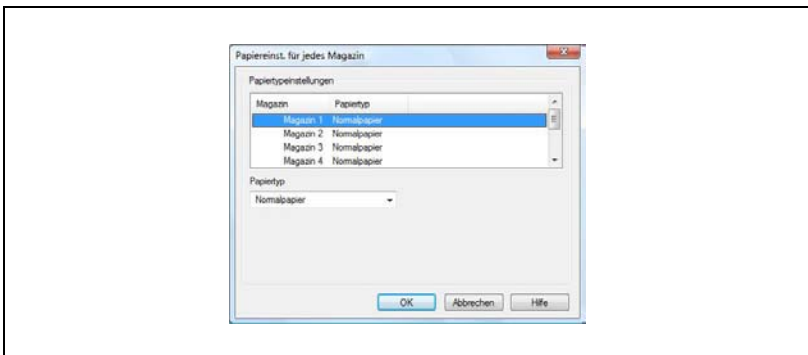 Papiereinst. für jedes Magazin
Papiertypeinstellungen
Magazin Papiertyp
Magazin 1 Normalpapier
Magazin 2 Normalpapier
Magazin 3 Normalpapier
Magazin 4 Normalpapier
Papiertyp
Normalpapier
OK Abbrechen Hilfe